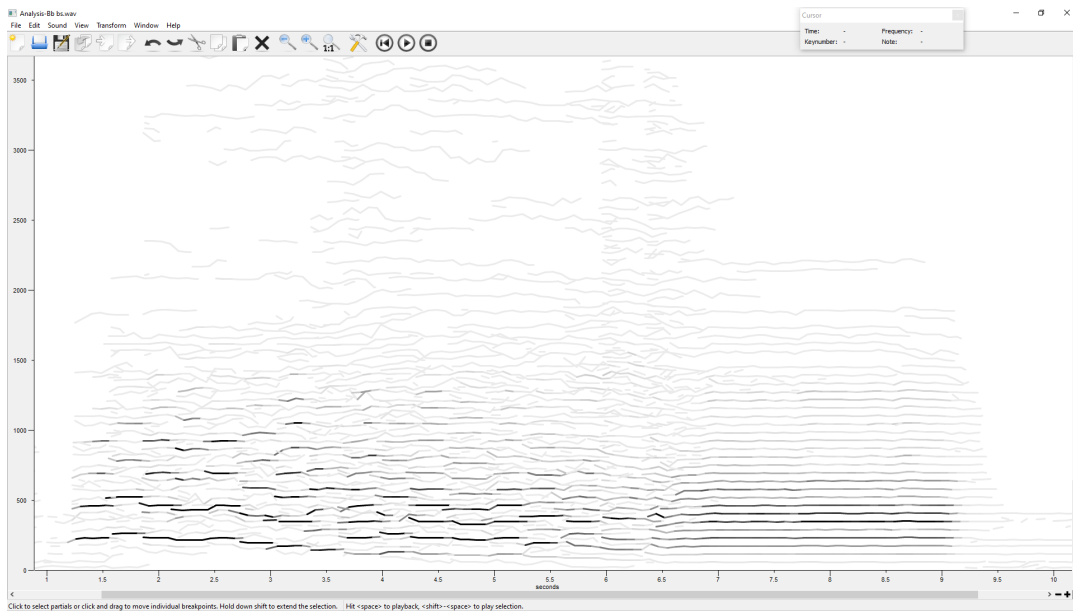 Analysis-Bb bs.wav
File Edit Sound View Transform Window Help
1:1
Cursor
Time: - Frequency: -
Keynumber: - Note: -
3500
3000
2500
2000
1500
1000
500
0
1 1.5 2 2.5 3 3.5 4 4.5 5 5.5 6 6.5 7 7.5 8 8.5 9 9.5 10
seconds
Click to select partials or click and drag to move individual breakpoints. Hold down shift to extend the selection. Hit <space> to playback, <shift>-<space> to play selection.